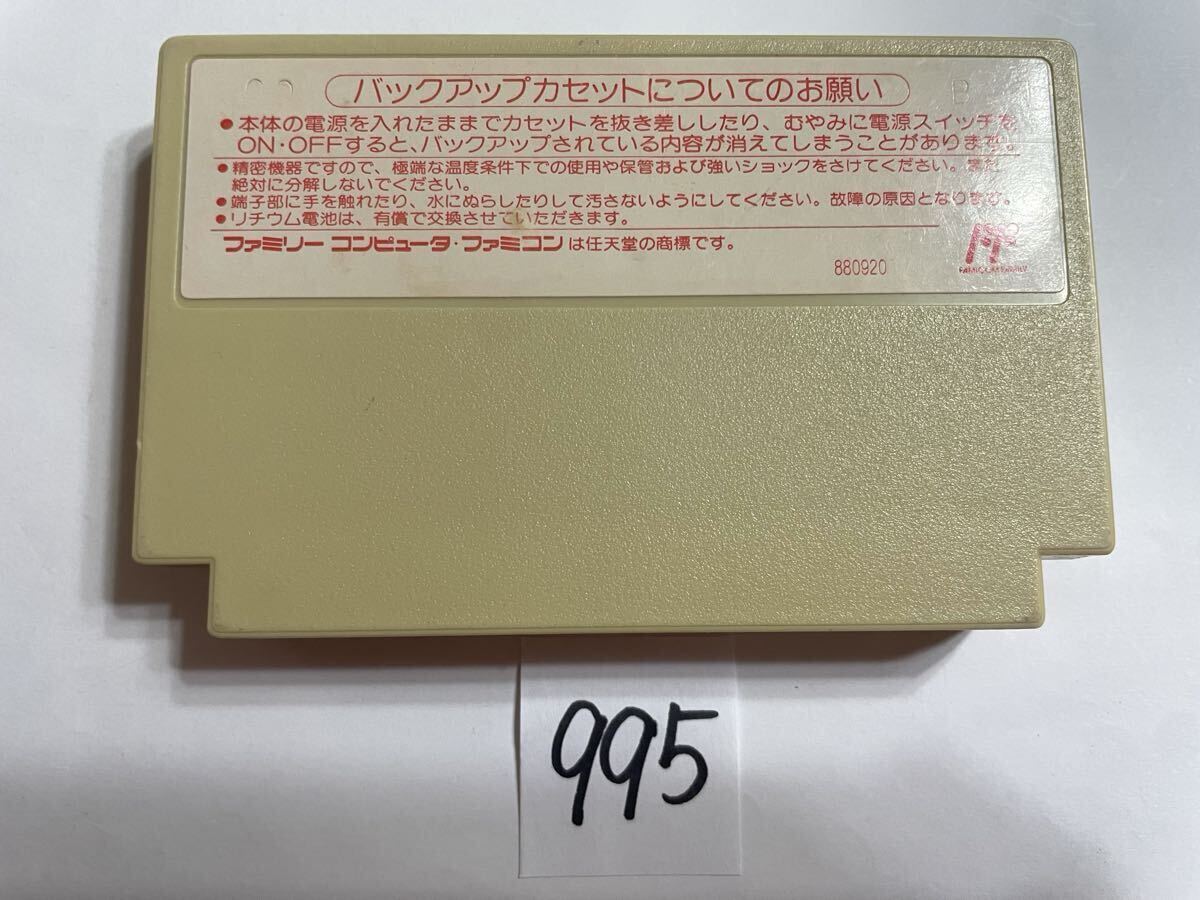 バックアップカセットについてのお願い
●本体の電源を入れたままでカセットを抜き差ししたり、むやみに電源スイッチを
ON・OFFすると、バックアップされている内容が消えてしまうことがあります。
●精密機器ですので、極端な温度条件下での使用や保管および強いショックをさけてください。また
絶対に分解しないでください。
●端子部に手を触れたり、水にぬらしたりして汚さないようにしてください。故障の原因となります。
●リチウム電池は、有償で交換させていただきます。
ファミリー コンピュータ・ファミコンは任天堂の商標です。
880920
FAMICOM FAMILY
995